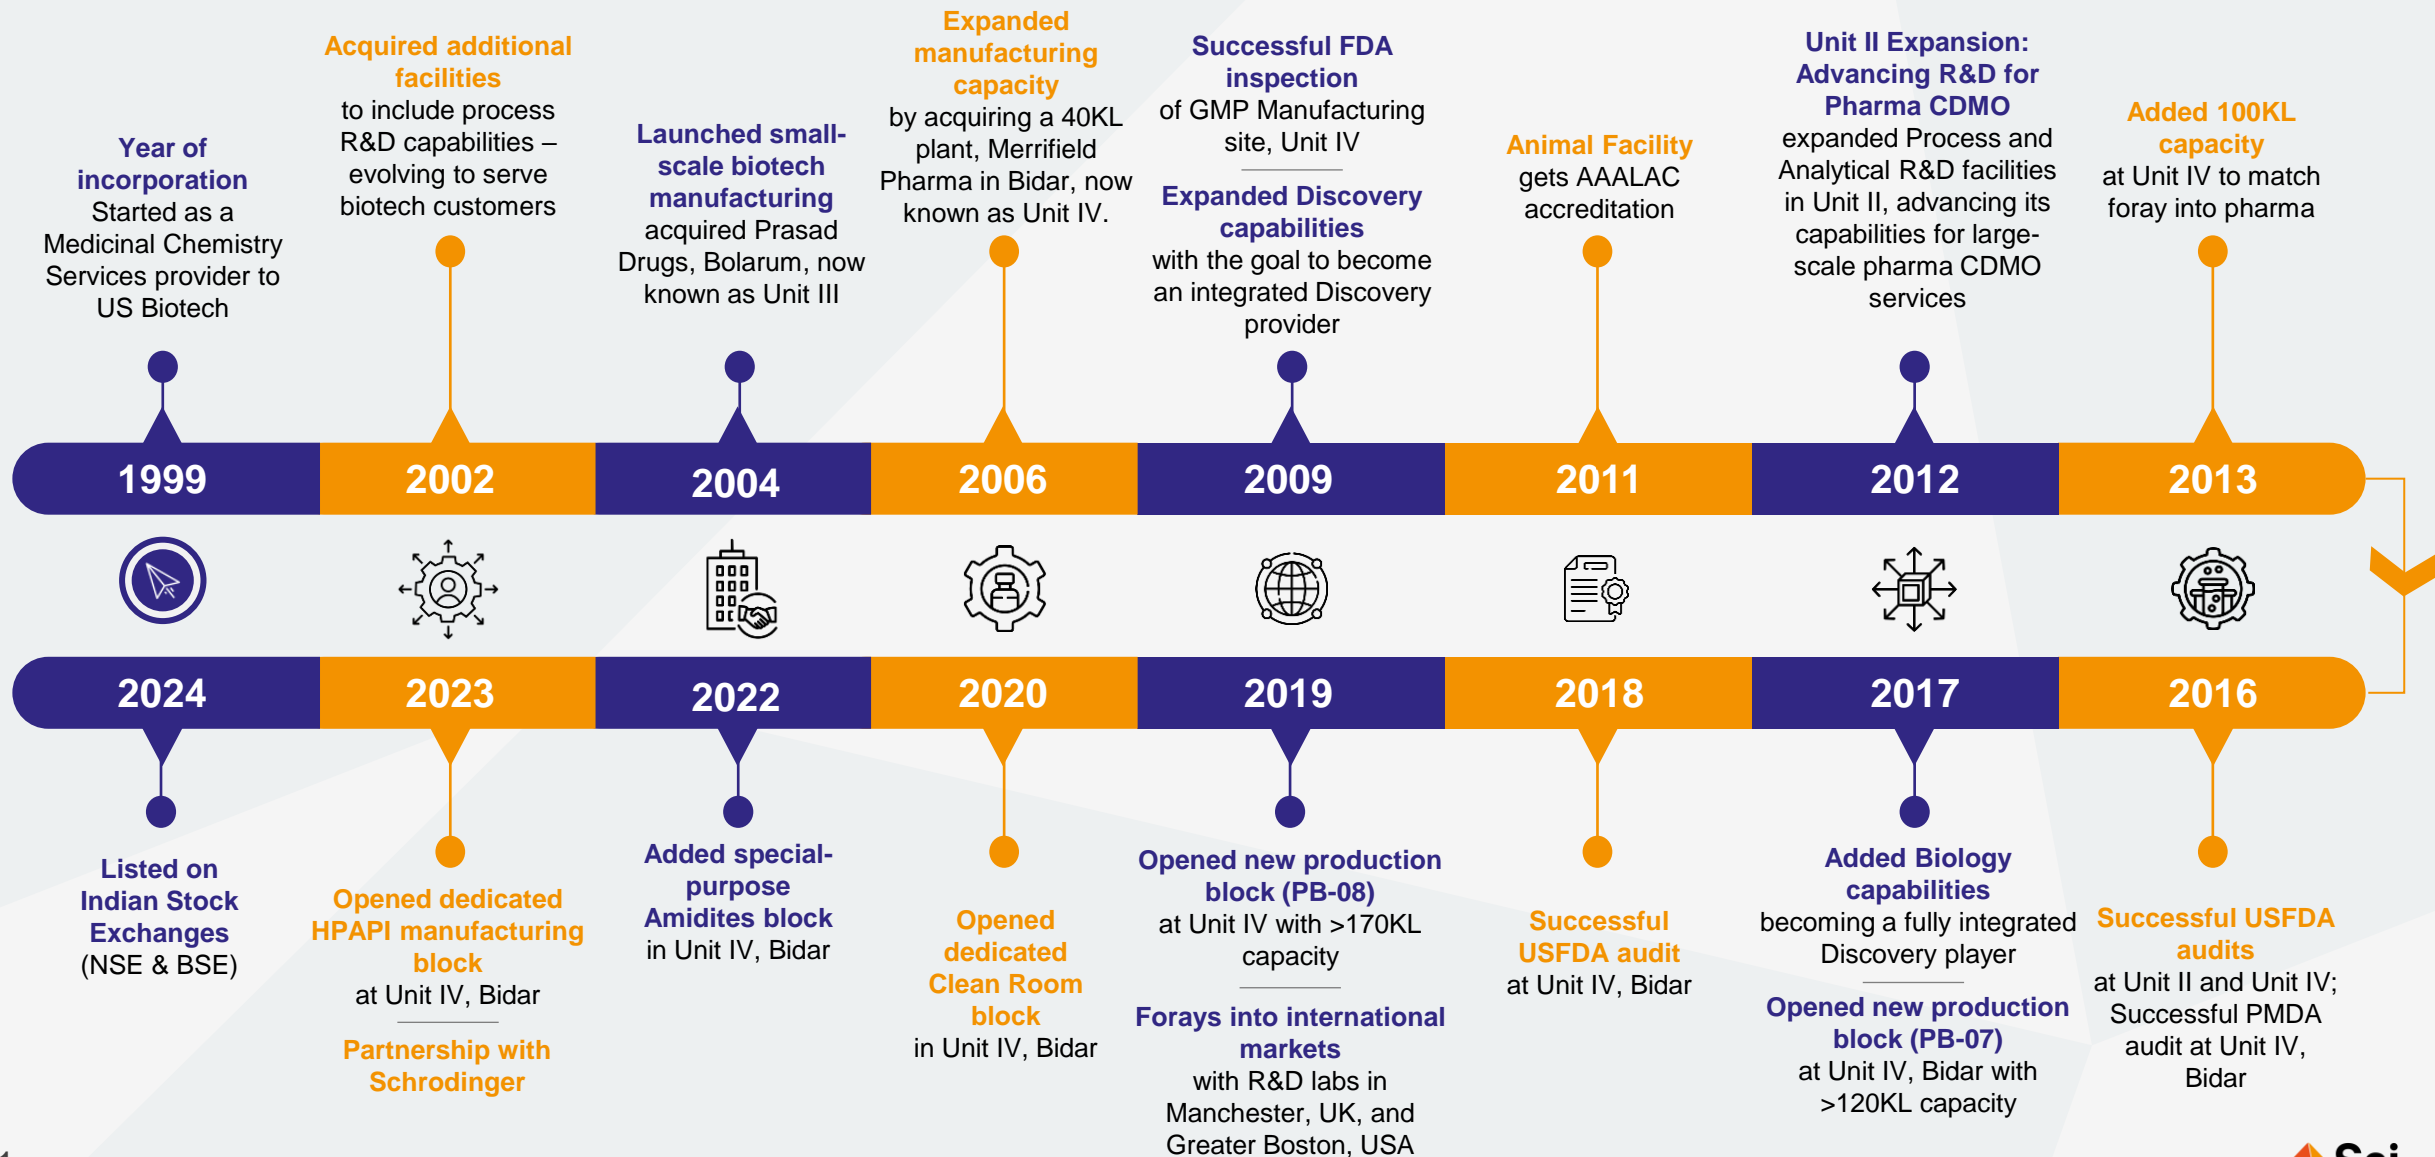 Year of
incorporation
Started as a
Medicinal Chemistry
Services provider to
US Biotech
Acquired additional
facilities
to include process
R&D capabilities –
evolving to serve
biotech customers
Launched small-
scale biotech
manufacturing
acquired Prasad
Drugs, Bolarum, now
known as Unit III
Expanded
manufacturing
capacity
by acquiring a 40KL
plant, Merrifield
Pharma in Bidar, now
known as Unit IV.
Successful FDA
inspection
of GMP Manufacturing
site, Unit IV
Expanded Discovery
capabilities
with the goal to become
an integrated Discovery
provider
Animal Facility
gets AAALAC
accreditation
Unit II Expansion:
Advancing R&D for
Pharma CDMO
expanded Process and
Analytical R&D facilities
in Unit II, advancing its
capabilities for large-
scale pharma CDMO
services
Added 100KL
capacity
at Unit IV to match
foray into pharma
1999
2002
2004
2006
2009
2011
2012
2013
2024
2023
2022
2020
2019
2018
2017
2016
Listed on
Indian Stock
Exchanges
(NSE & BSE)
Opened dedicated
HPAPI manufacturing
block
at Unit IV, Bidar
Partnership with
Schrodinger
Added special-
purpose
Amidites block
in Unit IV, Bidar
Opened
dedicated
Clean Room
block
in Unit IV, Bidar
Opened new production
block (PB-08)
at Unit IV with >170KL
capacity
Forays into international
markets
with R&D labs in
Manchester, UK, and
Greater Boston, USA
Successful
USFDA audit
at Unit IV, Bidar
Added Biology
capabilities
becoming a fully integrated
Discovery player
Opened new production
block (PB-07)
at Unit IV, Bidar with
>120KL capacity
Successful USFDA
audits
at Unit II and Unit IV;
Successful PMDA
audit at Unit IV,
Bidar